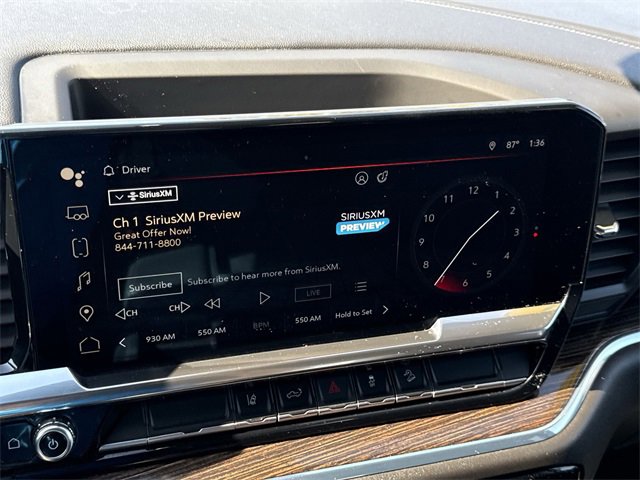 87° 1:36
Driver
SiriusXM
Ch 1 SiriusXM Preview
Great Offer Now!
844-711-8800
SIRIUSXM
PREVIEW
12 1 2 3 4 5 6 7 8 9 10 11
Subscribe
Subscribe to hear more from SiriusXM.
CH CH LIVE
930 AM 550 AM BPM 550 AM Hold to Set